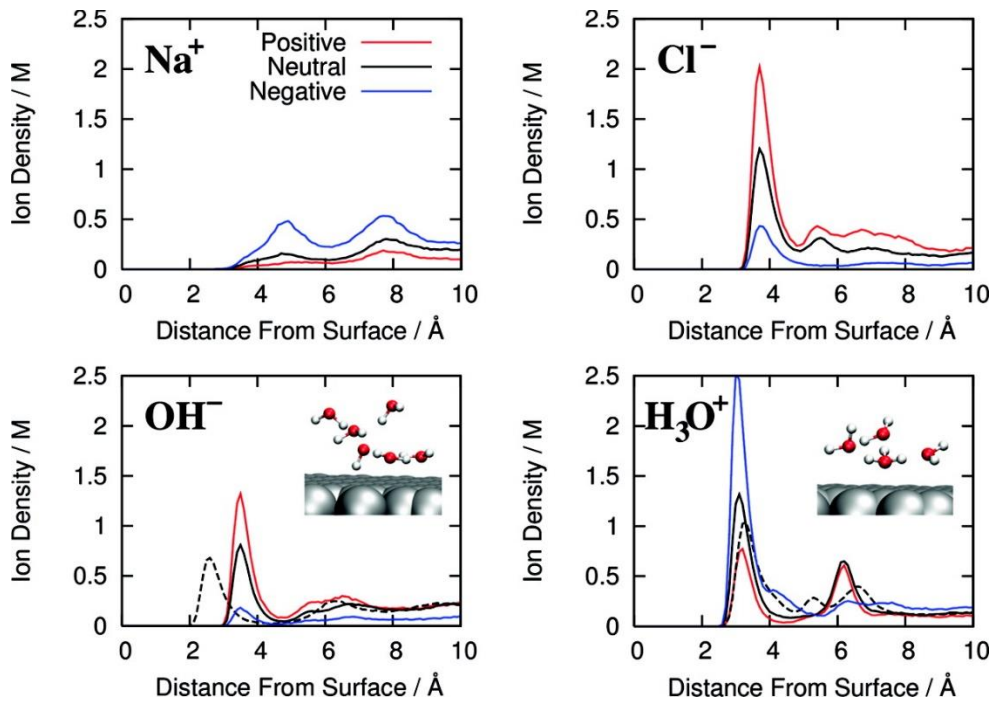 2.5
2
1.5
1
0.5
0
Na⁺
Positive
Neutral
Negative
Ion Density / M
0 2 4 6 8 10
Distance From Surface / Å
2.5
2
1.5
1
0.5
0
Cl⁻
Ion Density / M
0 2 4 6 8 10
Distance From Surface / Å
2.5
2
1.5
1
0.5
0
OH⁻
Ion Density / M
0 2 4 6 8 10
Distance From Surface / Å
2.5
2
1.5
1
0.5
0
H₃O⁺
Ion Density / M
0 2 4 6 8 10
Distance From Surface / Å